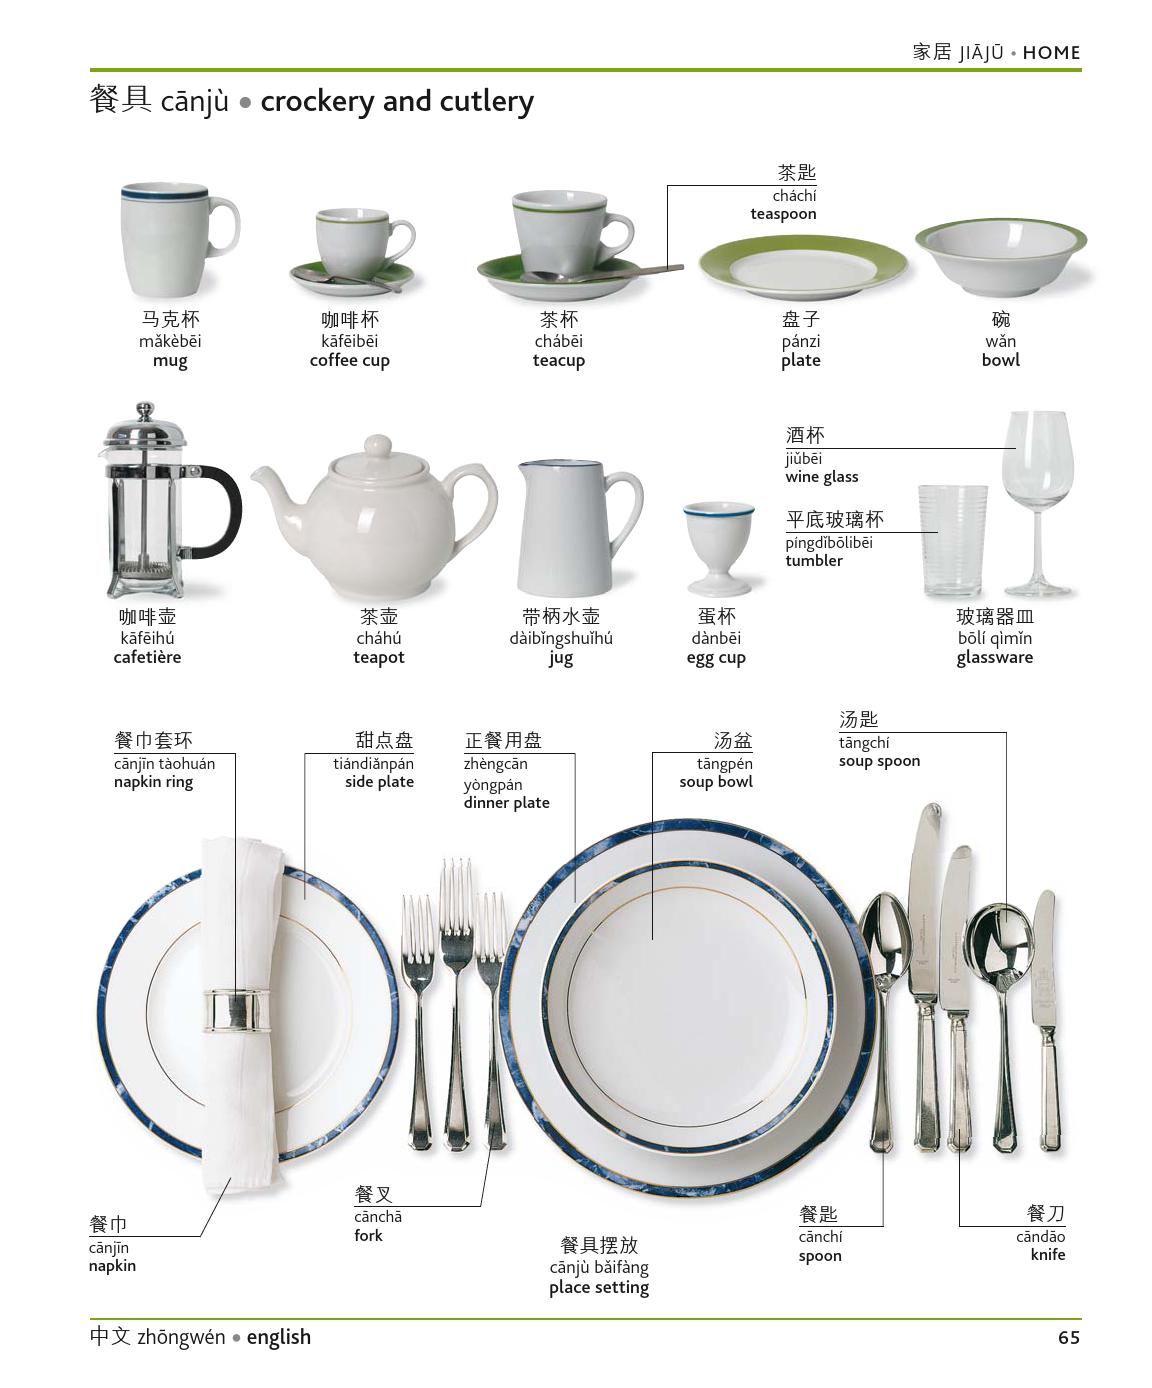 家居 JIĀJŪ • HOME
餐具 cānjù • crockery and cutlery
茶匙
cháchí
teaspoon
马克杯
mǎkèbēi
mug
咖啡杯
kāfēibēi
coffee cup
茶杯
chábēi
teacup
盘子
pánzi
plate
碗
wǎn
bowl
酒杯
jiǔbēi
wine glass
平底玻璃杯
píngdǐbōlibēi
tumbler
咖啡壶
kāfēihú
cafetière
茶壶
cháhú
teapot
带柄水壶
dàibǐngshuǐhú
jug
蛋杯
dànbēi
egg cup
玻璃器皿
bōlí qìmǐn
glassware
餐巾套环
cānjīn tàohuán
napkin ring
甜点盘
tiándiǎnpán
side plate
正餐用盘
zhèngcān
yòngpán
dinner plate
汤盆
tāngpén
soup bowl
汤匙
tāngchí
soup spoon
餐巾
cānjīn
napkin
餐叉
cānchā
fork
餐具摆放
cānjù bǎifàng
place setting
餐匙
cānchí
spoon
餐刀
cāndāo
knife
中文 zhōngwén • english
65